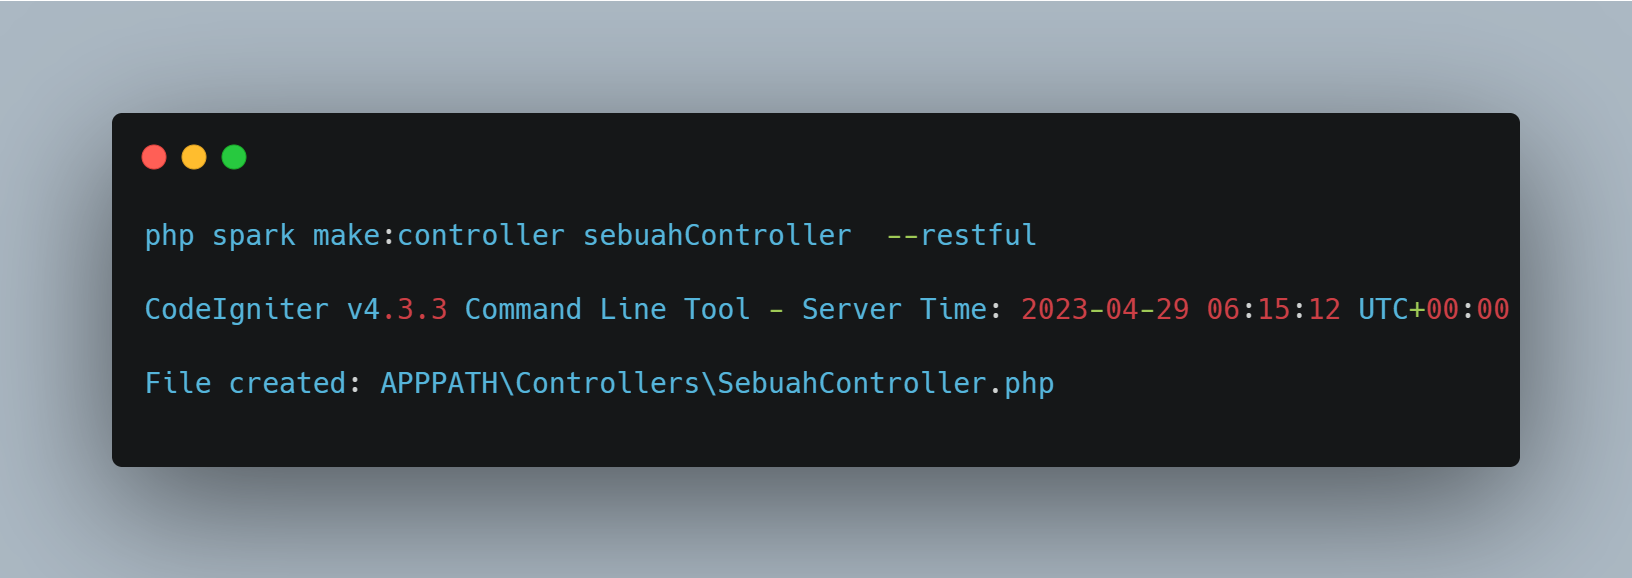 php spark make:controller sebuahController  --restful
CodeIgniter v4.3.3 Command Line Tool - Server Time: 2023-04-29 06:15:12 UTC+00:00
File created: APPPATH\Controllers\SebuahController.php